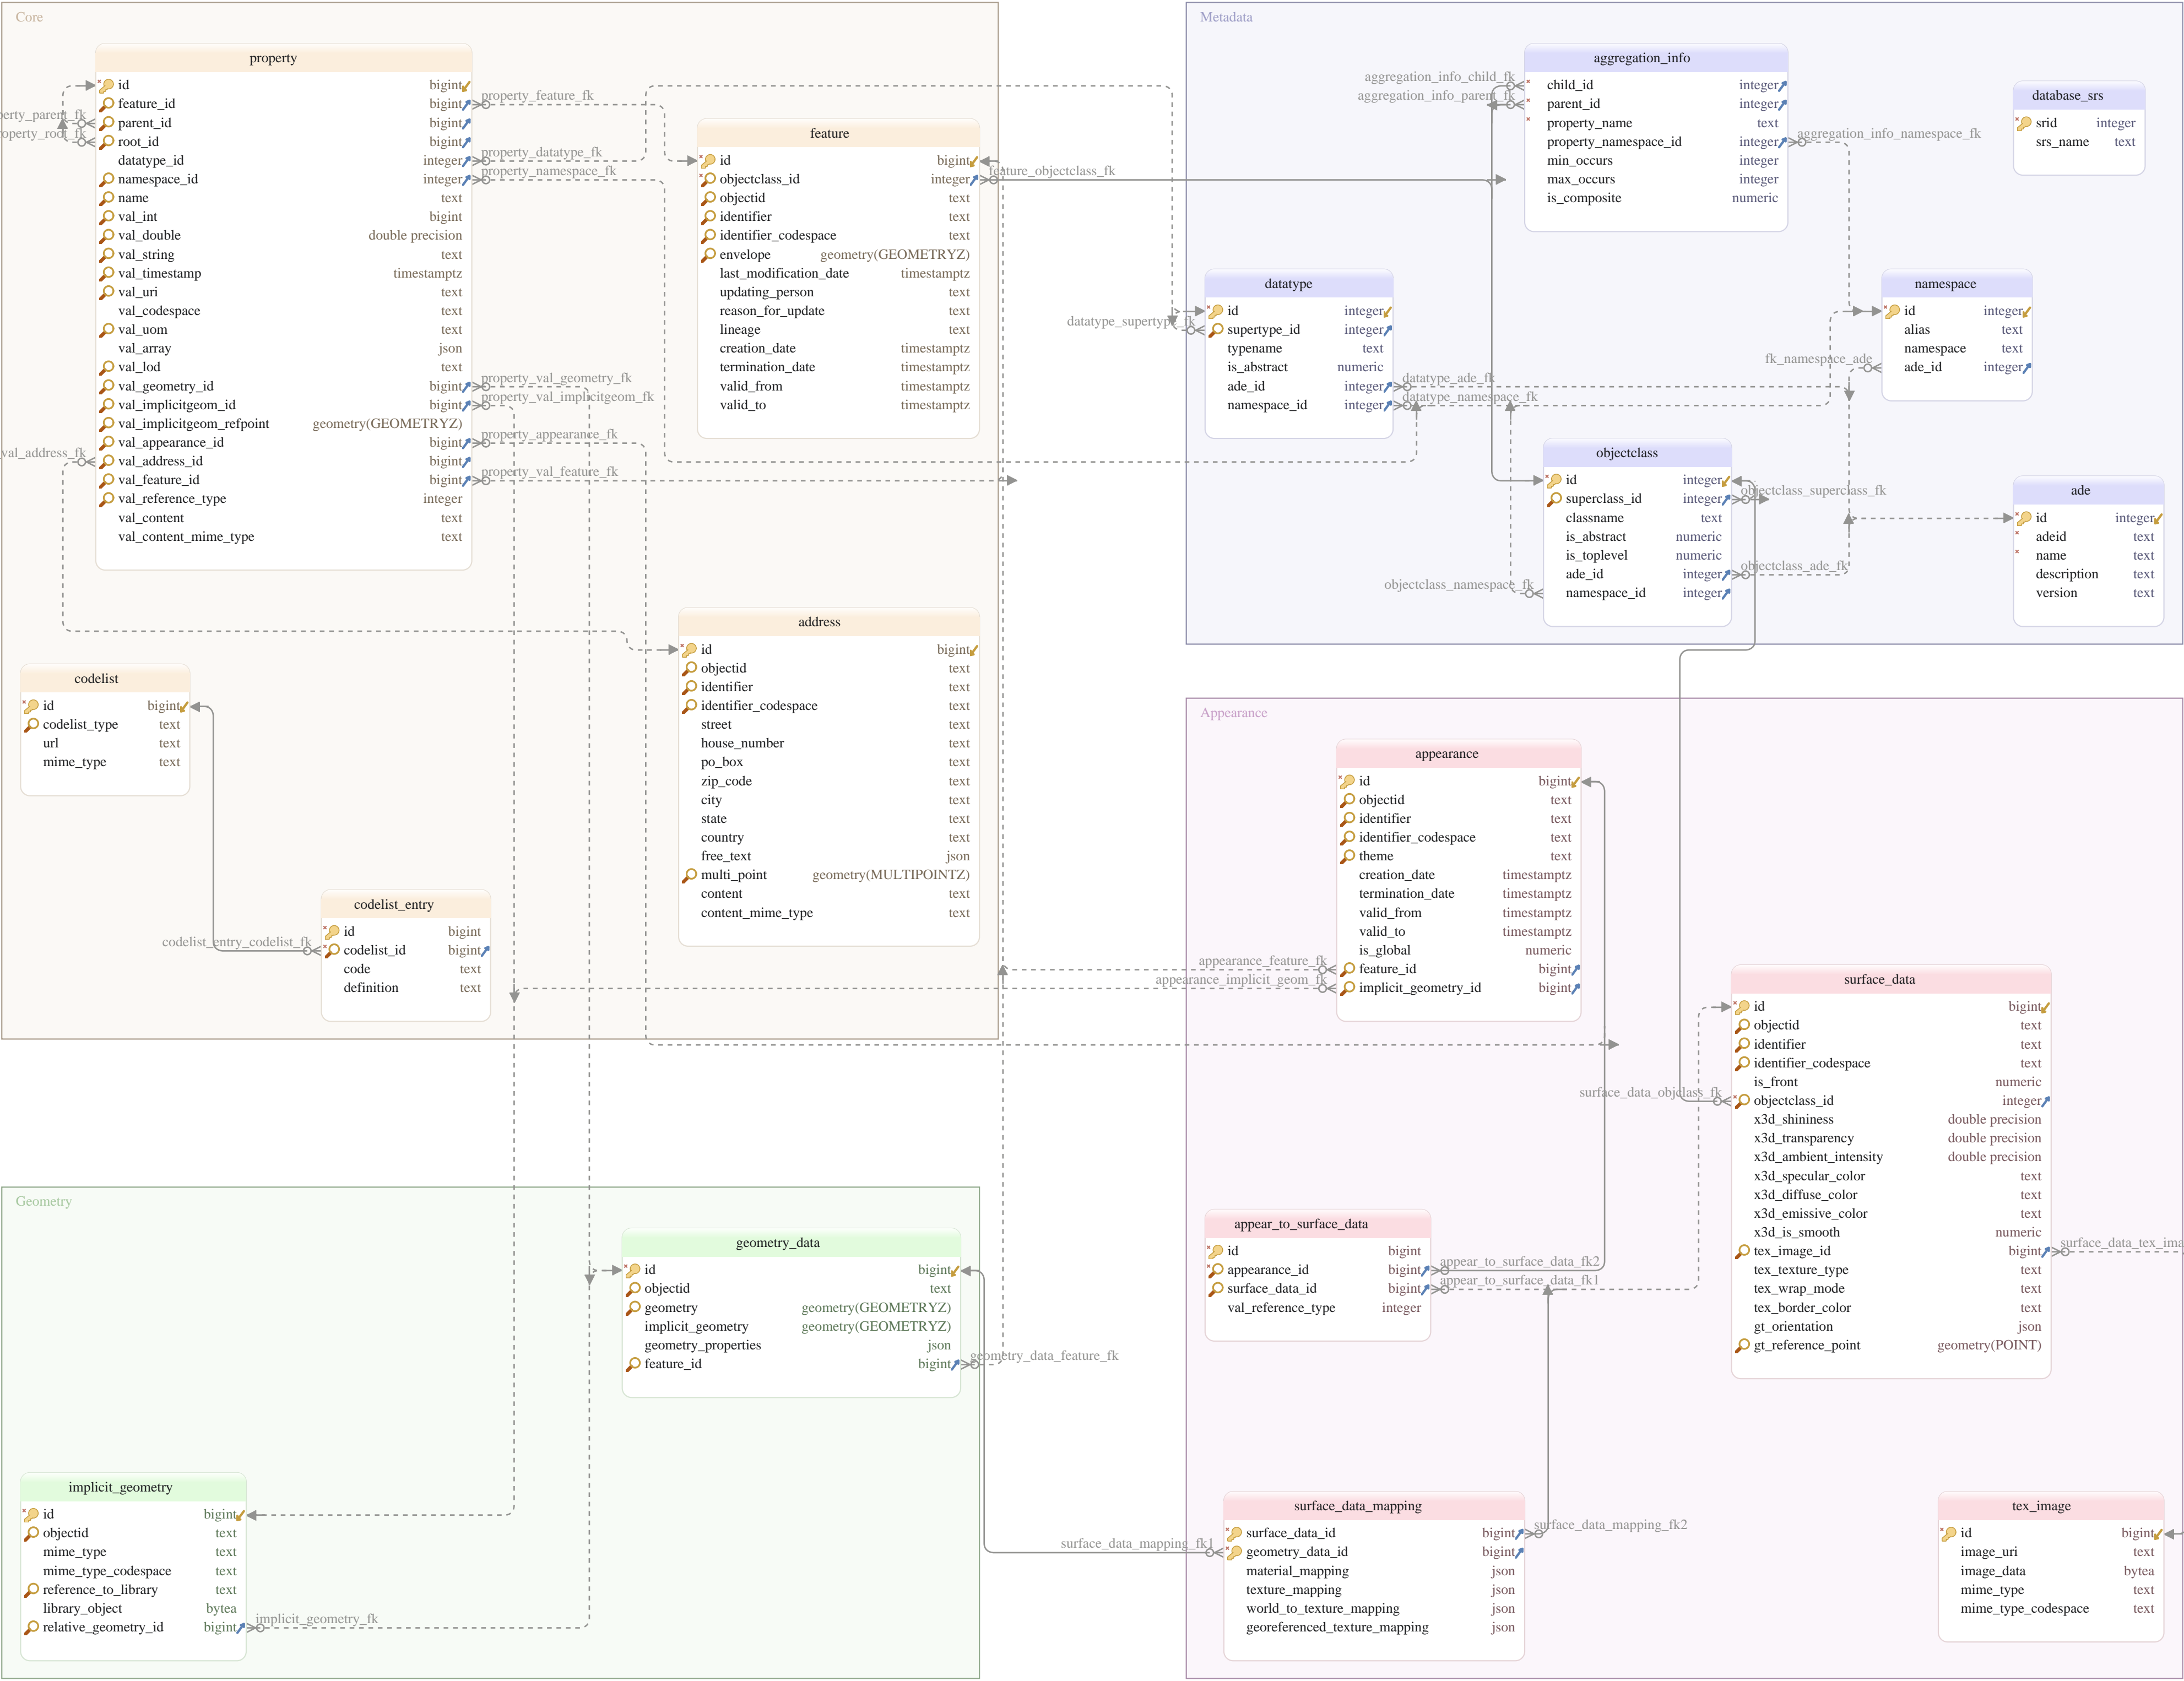 Core
property
id bigint
feature_id bigint
parent_id bigint
root_id bigint
datatype_id integer
namespace_id integer
name text
val_int bigint
val_double double precision
val_string text
val_timestamp timestamptz
val_uri text
val_codespace text
val_uom text
val_array json
val_lod text
val_geometry_id bigint
val_implicitgeom_id bigint
val_implicitgeom_refpoint geometry(GEOMETRYZ)
val_appearance_id bigint
val_address_id bigint
val_feature_id bigint
val_reference_type integer
val_content text
val_content_mime_type text
erty_parent_fk
operty_root_fk
val_address_fk
property_feature_fk
property_datatype_fk
property_namespace_fk
property_val_geometry_fk
property_val_implicitgeom_fk
property_appearance_fk
property_val_feature_fk
feature
id bigint
objectclass_id integer
objectid text
identifier text
identifier_codespace text
envelope geometry(GEOMETRYZ)
last_modification_date timestamptz
updating_person text
reason_for_update text
lineage text
creation_date timestamptz
termination_date timestamptz
valid_from timestamptz
valid_to timestamptz
feature_objectclass_fk
address
id bigint
objectid text
identifier text
identifier_codespace text
street text
house_number text
po_box text
zip_code text
city text
state text
country text
free_text json
multi_point geometry(MULTIPOINTZ)
content text
content_mime_type text
codelist
id bigint
codelist_type text
url text
mime_type text
codelist_entry
id bigint
codelist_id bigint
code text
definition text
codelist_entry_codelist_fk
Metadata
aggregation_info
child_id integer
parent_id integer
property_name text
property_namespace_id integer
min_occurs integer
max_occurs integer
is_composite numeric
aggregation_info_child_fk
aggregation_info_parent_fk
aggregation_info_namespace_fk
database_srs
srid integer
srs_name text
datatype
id integer
supertype_id integer
typename text
is_abstract numeric
ade_id integer
namespace_id integer
datatype_supertype_fk
datatype_ade_fk
datatype_namespace_fk
namespace
id integer
alias text
namespace text
ade_id integer
fk_namespace_ade
objectclass
id integer
superclass_id integer
classname text
is_abstract numeric
is_toplevel numeric
ade_id integer
namespace_id integer
objectclass_superclass_fk
objectclass_ade_fk
objectclass_namespace_fk
ade
id integer
adeid text
name text
description text
version text
Appearance
appearance
id bigint
objectid text
identifier text
identifier_codespace text
theme text
creation_date timestamptz
termination_date timestamptz
valid_from timestamptz
valid_to timestamptz
is_global numeric
feature_id bigint
implicit_geometry_id bigint
appearance_feature_fk
appearance_implicit_geom_fk
surface_data
id bigint
objectid text
identifier text
identifier_codespace text
is_front numeric
objectclass_id integer
x3d_shininess double precision
x3d_transparency double precision
x3d_ambient_intensity double precision
x3d_specular_color text
x3d_diffuse_color text
x3d_emissive_color text
x3d_is_smooth numeric
tex_image_id bigint
tex_texture_type text
tex_wrap_mode text
tex_border_color text
gt_orientation json
gt_reference_point geometry(POINT)
surface_data_objclass_fk
surface_data_tex_ima
appear_to_surface_data
id bigint
appearance_id bigint
surface_data_id bigint
val_reference_type integer
appear_to_surface_data_fk2
appear_to_surface_data_fk1
surface_data_mapping
surface_data_id bigint
geometry_data_id bigint
material_mapping json
texture_mapping json
world_to_texture_mapping json
georeferenced_texture_mapping json
surface_data_mapping_fk2
surface_data_mapping_fk1
tex_image
id bigint
image_uri text
image_data bytea
mime_type text
mime_type_codespace text
Geometry
geometry_data
id bigint
objectid text
geometry geometry(GEOMETRYZ)
implicit_geometry geometry(GEOMETRYZ)
geometry_properties json
feature_id bigint
geometry_data_feature_fk
implicit_geometry
id bigint
objectid text
mime_type text
mime_type_codespace text
reference_to_library text
library_object bytea
relative_geometry_id bigint
implicit_geometry_fk